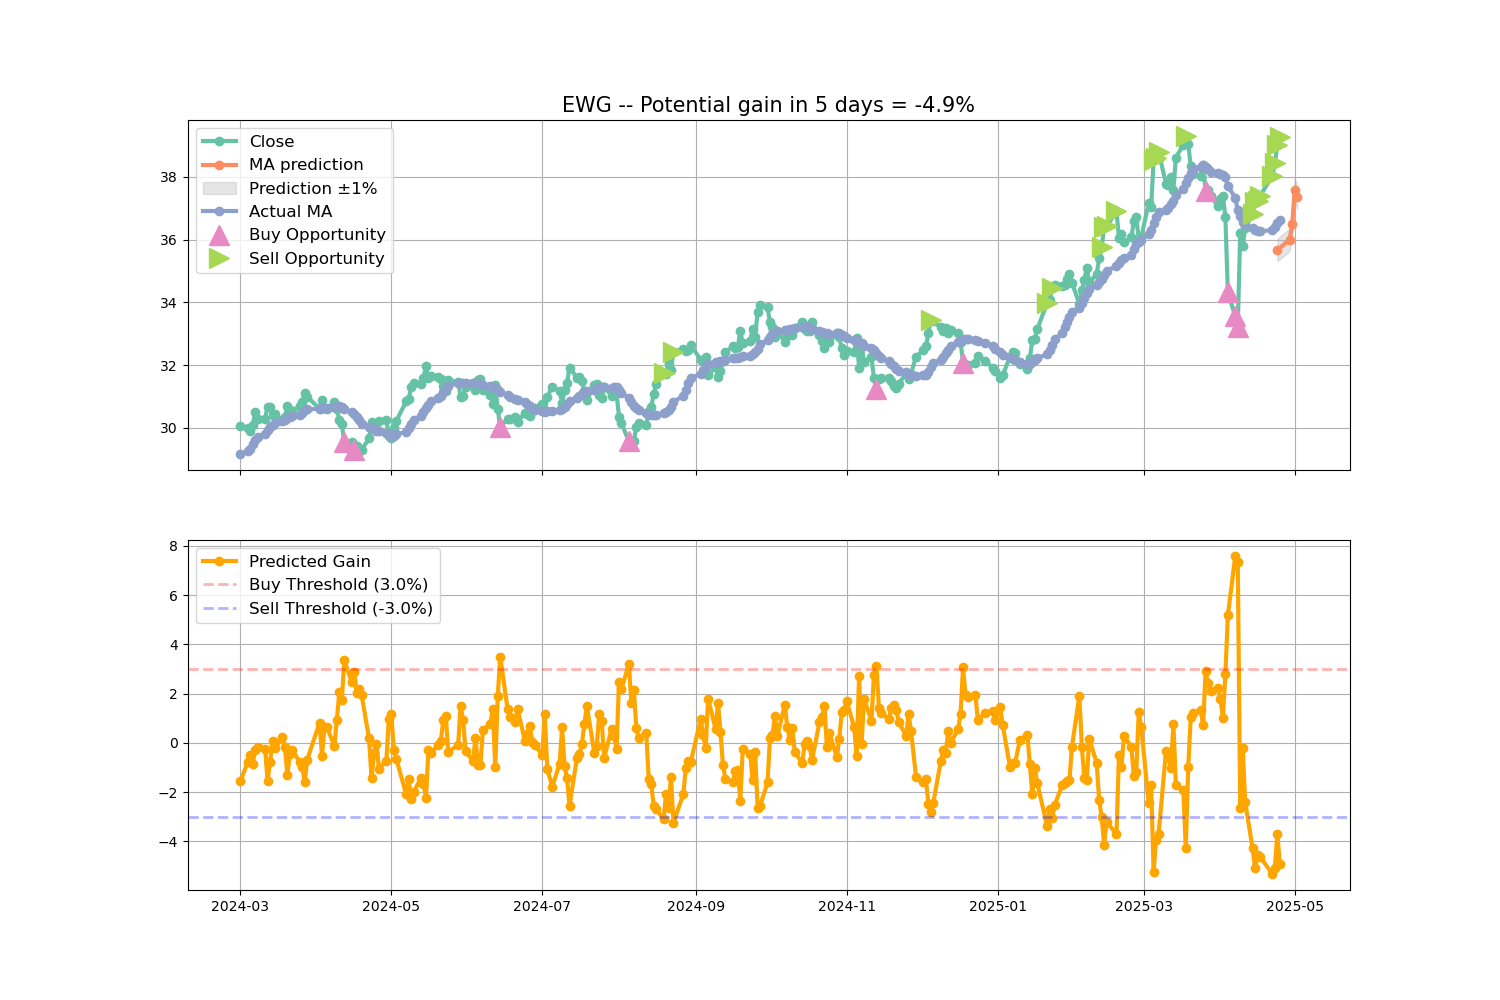 EWG -- Potential gain in 5 days = -4.9%
Close
MA prediction
Prediction ±1%
Actual MA
Buy Opportunity
Sell Opportunity
38
36
34
32
30
Predicted Gain
Buy Threshold (3.0%)
Sell Threshold (-3.0%)
8
6
4
2
0
−2
−4
2024-03 2024-05 2024-07 2024-09 2024-11 2025-01 2025-03 2025-05